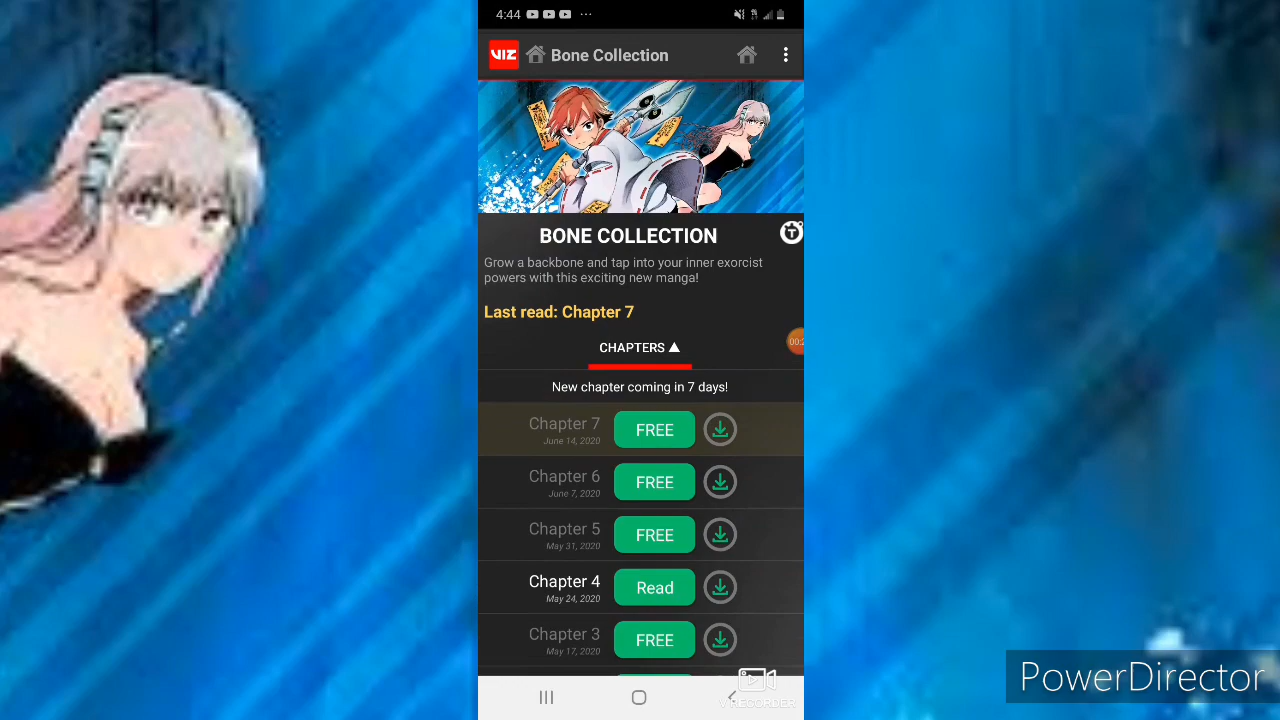 4:44
VIZ Bone Collection
BONE COLLECTION
Grow a backbone and tap into your inner exorcist
powers with this exciting new manga!
Last read: Chapter 7
CHAPTERS ▲
00:2
New chapter coming in 7 days!
Chapter 7 FREE
June 14, 2020
Chapter 6 FREE
June 7, 2020
Chapter 5 FREE
May 31, 2020
Chapter 4 Read
May 24, 2020
Chapter 3 FREE
May 17, 2020
V RECORDER
PowerDirector